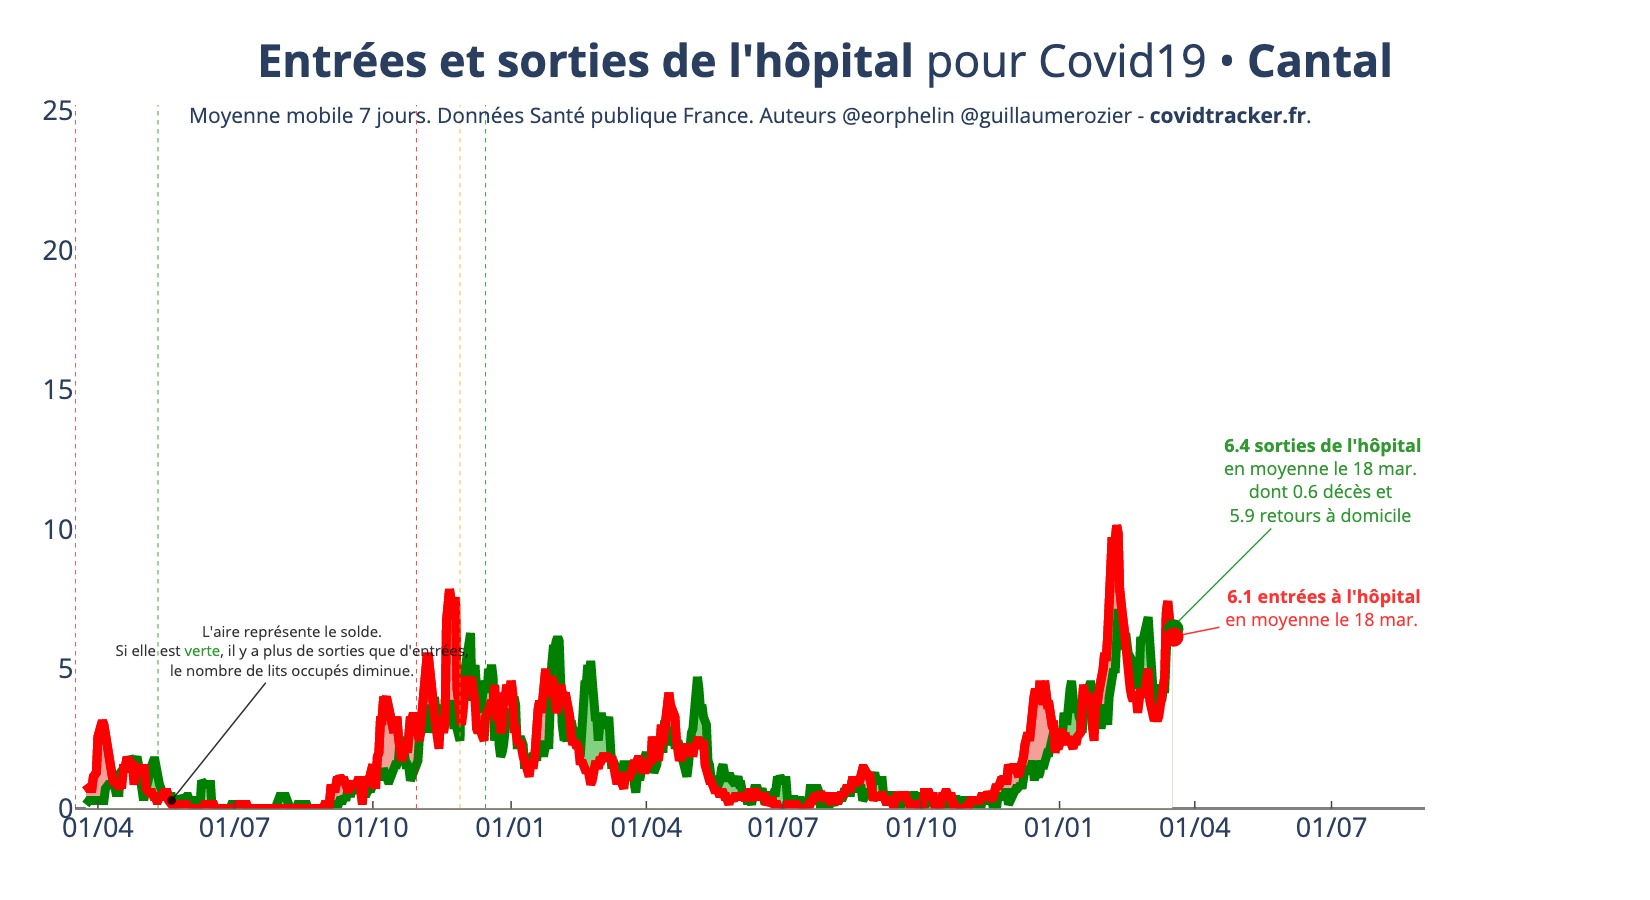 Entrées et sorties de l'hôpital pour Covid19 • Cantal
Moyenne mobile 7 jours. Données Santé publique France. Auteurs @eorphelin @guillaumerozier - covidtracker.fr.
25
20
15
10
5
0
6.4 sorties de l'hôpital
en moyenne le 18 mar.
dont 0.6 décès et
5.9 retours à domicile
6.1 entrées à l'hôpital
en moyenne le 18 mar.
L'aire représente le solde.
Si elle est verte, il y a plus de sorties que d'entrées,
le nombre de lits occupés diminue.
01/04 01/07 01/10 01/01 01/04 01/07 01/10 01/01 01/04 01/07